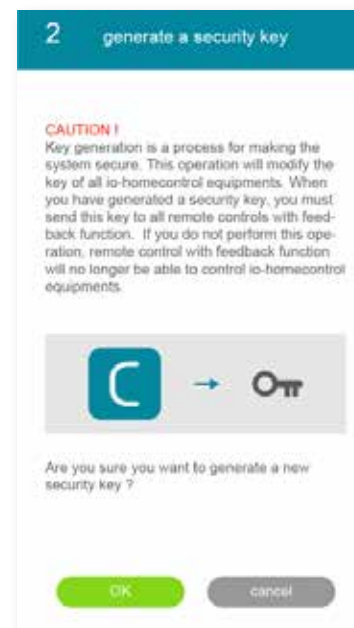 2 generate a security key
CAUTION !
Key generation is a process for making the
system secure. This operation will modify the
key of all io-homecontrol equipments. When
you have generated a security key, you must
send this key to all remote controls with feed-
back function. If you do not perform this ope-
ration, remote control with feedback function
will no longer be able to control io-homecontrol
equipments.
Are you sure you want to generate a new
security key ?
OK cancel